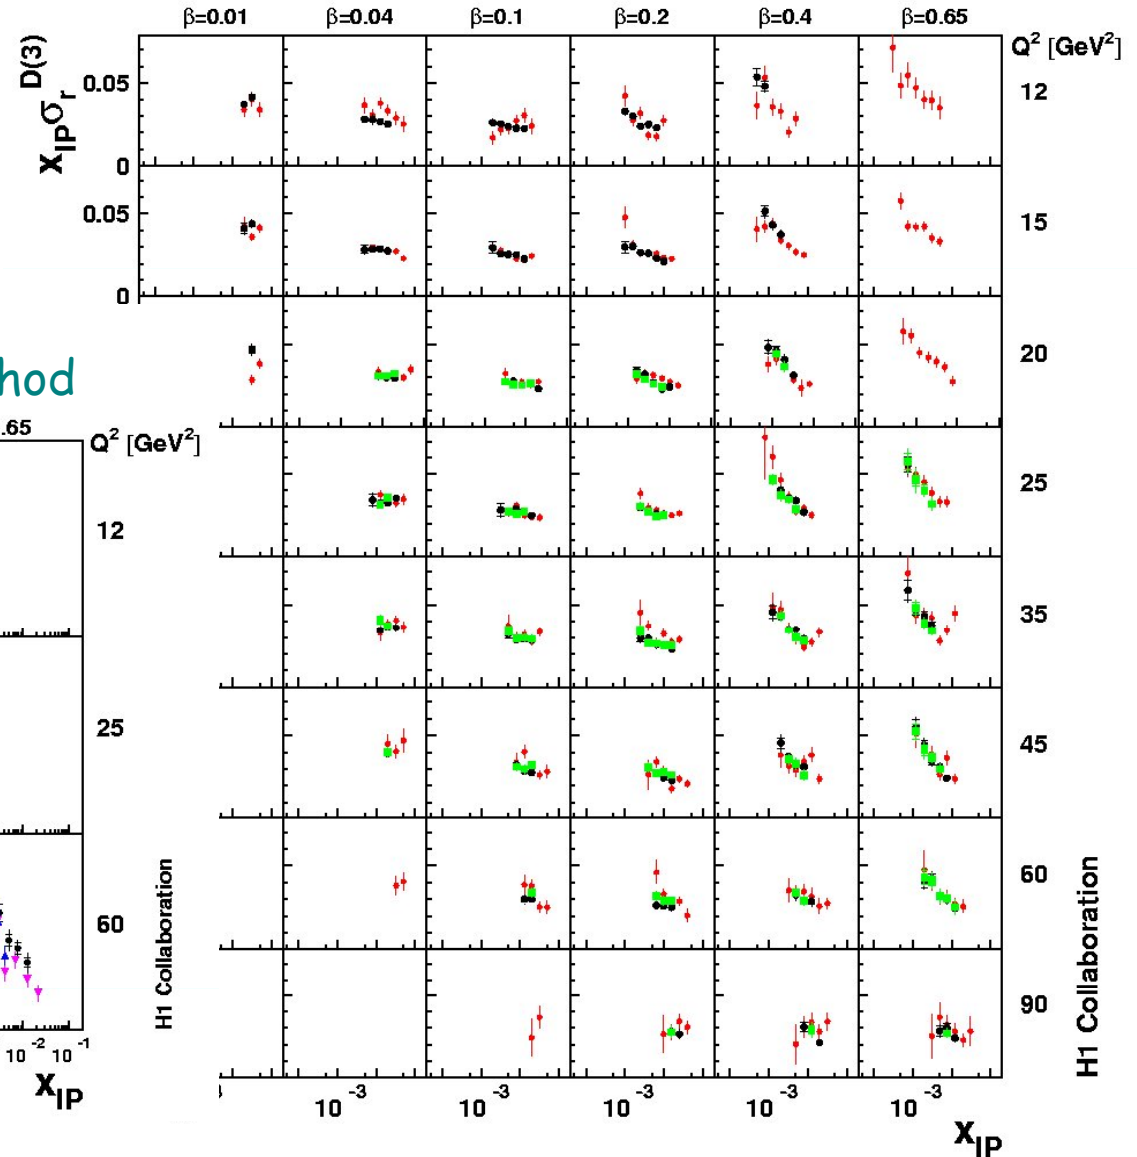 β=0.01 β=0.04 β=0.1 β=0.2 β=0.4 β=0.65
x_IP σ_r^D(3)
Q² [GeV²]
0.05
12
0
0.05
15
0
20
hod
.65
Q² [GeV²]
25
12
35
25
45
60
60
90
H1 Collaboration
H1 Collaboration
10⁻² 10⁻¹
x_IP
10⁻³ 10⁻³ 10⁻³ 10⁻³ 10⁻³
x_IP